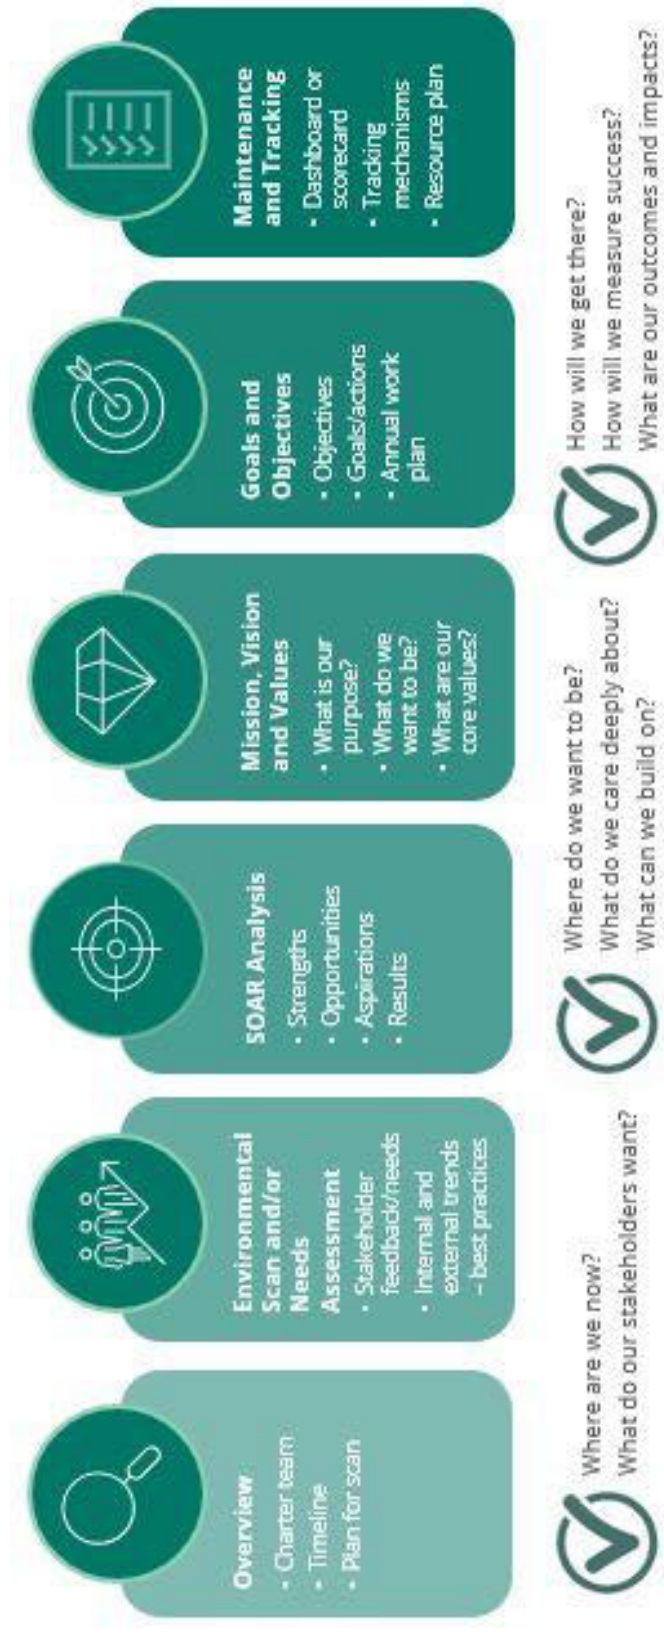 Overview
• Charter team
• Timeline
• Plan for scan
Environmental
Scan and/or
Needs
Assessment
• Stakeholder
feedback/needs
• Internal and
external trends
– best practices
SOAR Analysis
• Strengths
• Opportunities
• Aspirations
• Results
Mission, Vision
and Values
• What is our
purpose?
• What do we
want to be?
• What are our
core values?
Goals and
Objectives
• Objectives
• Goals/actions
• Annual work
plan
Maintenance
and Tracking
• Dashboard or
scorecard
• Tracking
mechanisms
• Resource plan
Where are we now?
What do our stakeholders want?
Where do we want to be?
What do we care deeply about?
What can we build on?
How will we get there?
How will we measure success?
What are our outcomes and impacts?